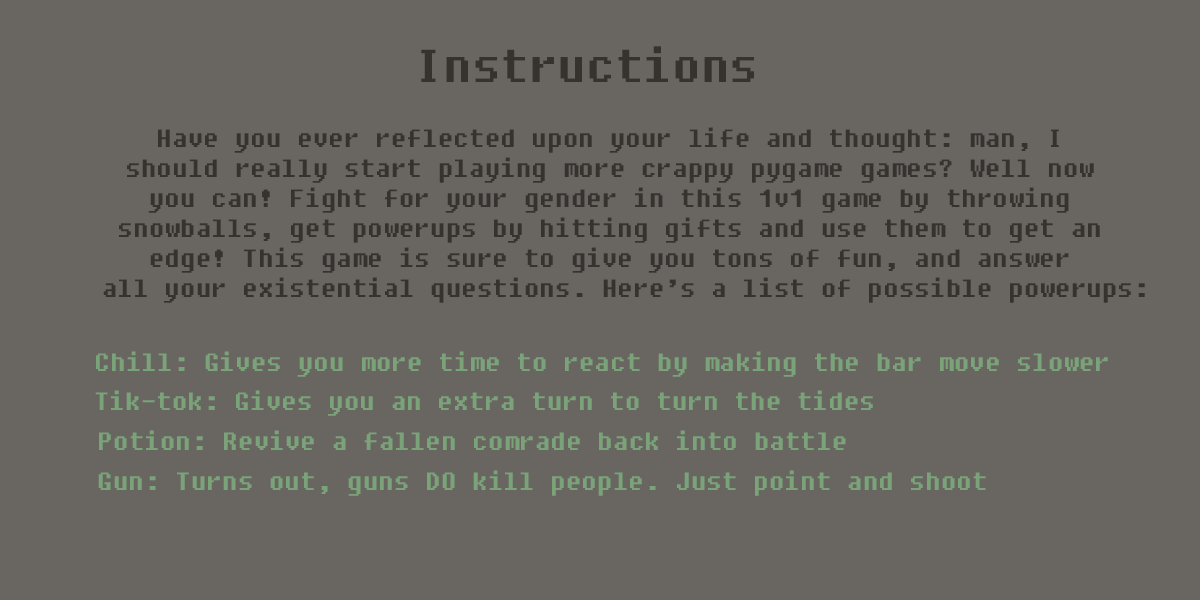 Instructions
Have you ever reflected upon your life and thought: man, I
should really start playing more crappy pygame games? Well now
you can! Fight for your gender in this 1v1 game by throwing
snowballs, get powerups by hitting gifts and use them to get an
edge! This game is sure to give you tons of fun, and answer
all your existential questions. Here's a list of possible powerups:
Chill: Gives you more time to react by making the bar move slower
Tik-tok: Gives you an extra turn to turn the tides
Potion: Revive a fallen comrade back into battle
Gun: Turns out, guns DO kill people. Just point and shoot